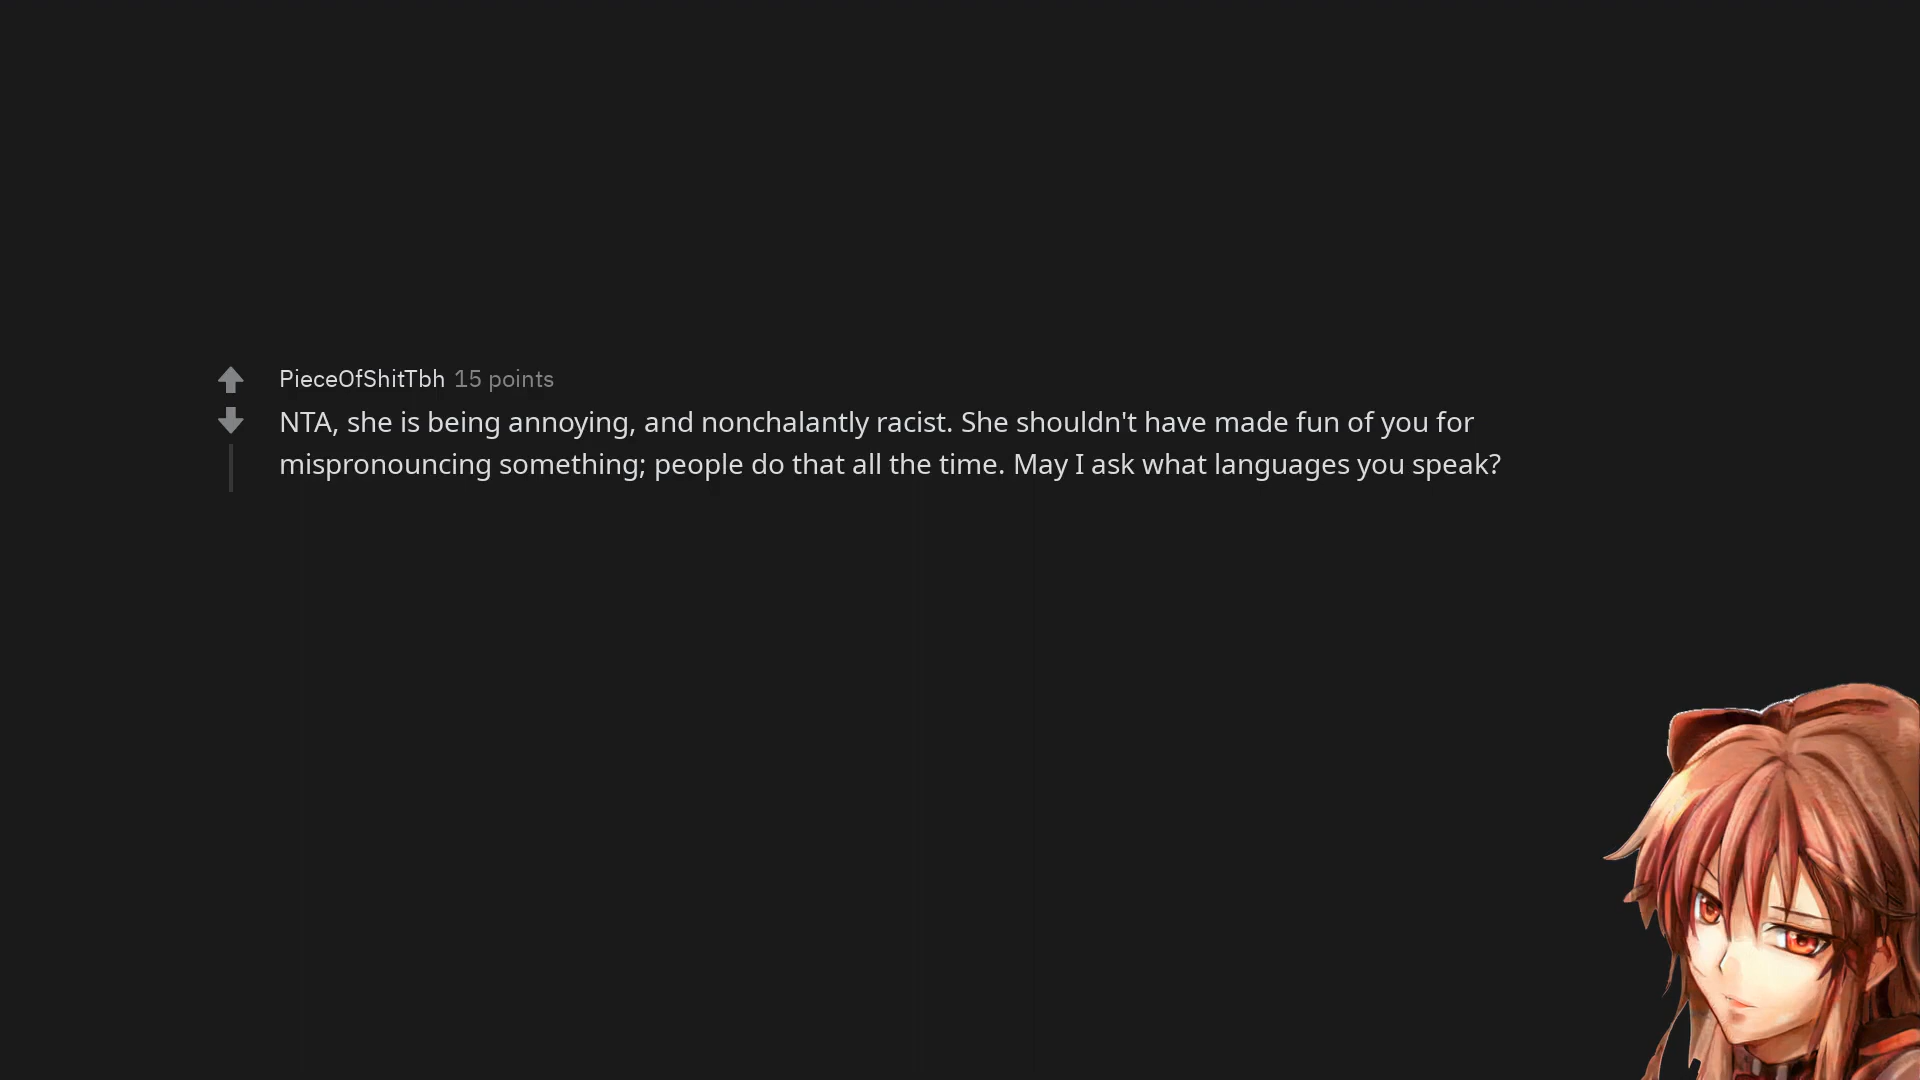 PieceOfShitTbh 15 points
NTA, she is being annoying, and nonchalantly racist. She shouldn't have made fun of you for
mispronouncing something; people do that all the time. May I ask what languages you speak?